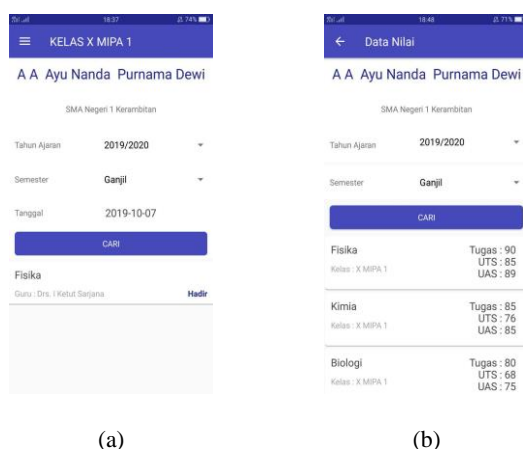 18:37
74%
KELAS X MIPA 1
A A Ayu Nanda Purnama Dewi
SMA Negeri 1 Kerambitan
Tahun Ajaran 2019/2020
Semester Ganjil
Tanggal 2019-10-07
CARI
Fisika
Guru : Drs. I Ketut Sarjana Hadir
(a)
18:48
71%
Data Nilai
A A Ayu Nanda Purnama Dewi
SMA Negeri 1 Kerambitan
Tahun Ajaran 2019/2020
Semester Ganjil
CARI
Fisika Tugas : 90
UTS : 85
Kelas : X MIPA 1
UAS : 89
Kimia Tugas : 85
UTS : 76
Kelas : X MIPA 1
UAS : 85
Biologi Tugas : 80
UTS : 68
Kelas : X MIPA 1
UAS : 75
(b)